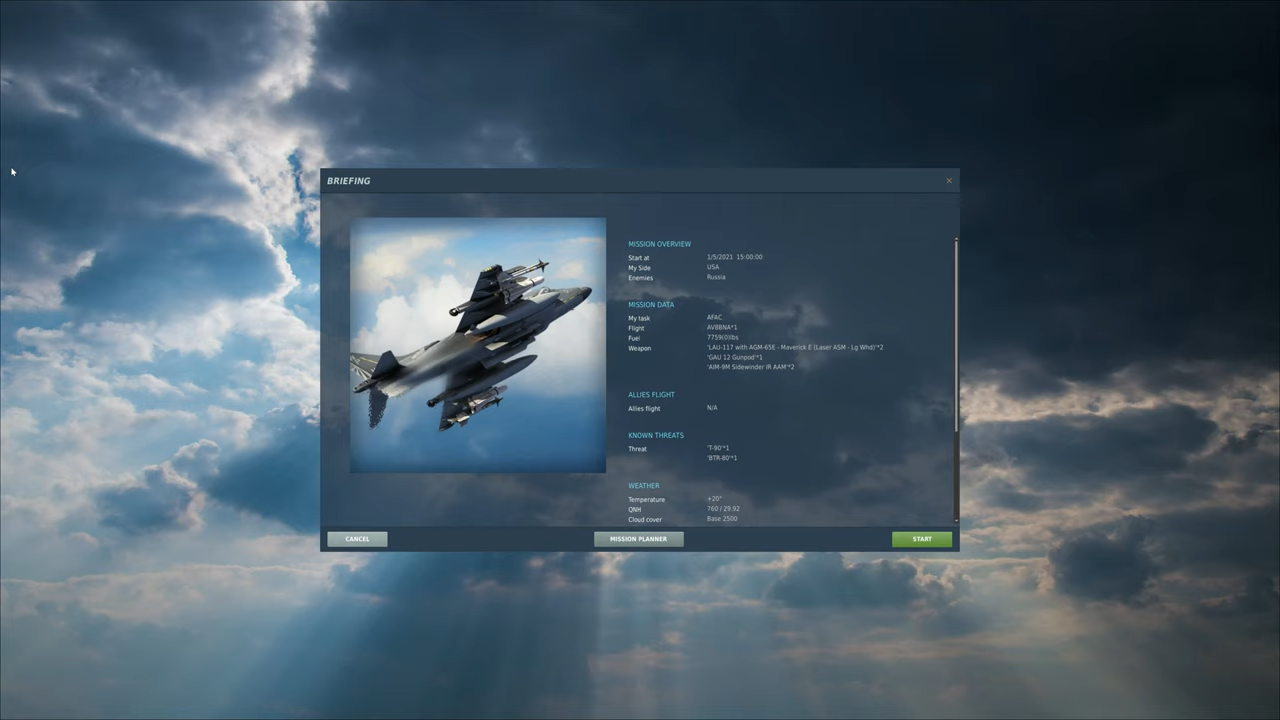 BRIEFING
MISSION OVERVIEW
Start at 1/5/2021 15:00:00
My Side USA
Enemies Russia
MISSION DATA
My task AFAC
Flight AV8BNA*1
Fuel 7759(0)lbs
Weapon 'LAU-117 with AGM-65E - Maverick E (Laser ASM - Lg Whd)'*2
'GAU 12 Gunpod'*1
'AIM-9M Sidewinder IR AAM'*2
ALLIES FLIGHT
Allies flight N/A
KNOWN THREATS
Threat 'T-90'*1
'BTR-80'*1
WEATHER
Temperature +20°
QNH 760 / 29.92
Cloud cover Base 2500
CANCEL MISSION PLANNER START